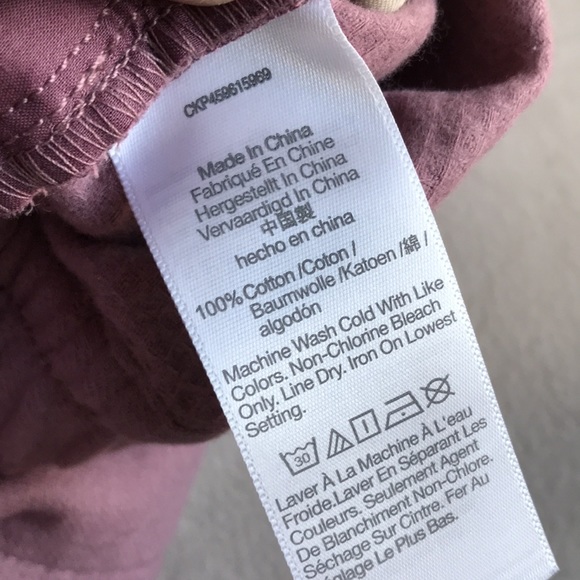 CXP459615969
Made In China
Fabriqué En Chine
Hergestellt In China
Vervaardigd In China
中国製
hecho en china
100% Cotton /Coton /
Baumwolle /Katoen /綿 /
algodón
Machine Wash Cold With Like
Colors. Non-Chlorine Bleach
Only. Line Dry. Iron On Lowest
Setting.
30
Laver À La Machine À L'eau
Froide.Laver En Séparant Les
Couleurs. Seulement Agent
De Blanchiment Non-Chlore.
Séchage Sur Cintre. Fer Au
Réglage Le Plus Bas.